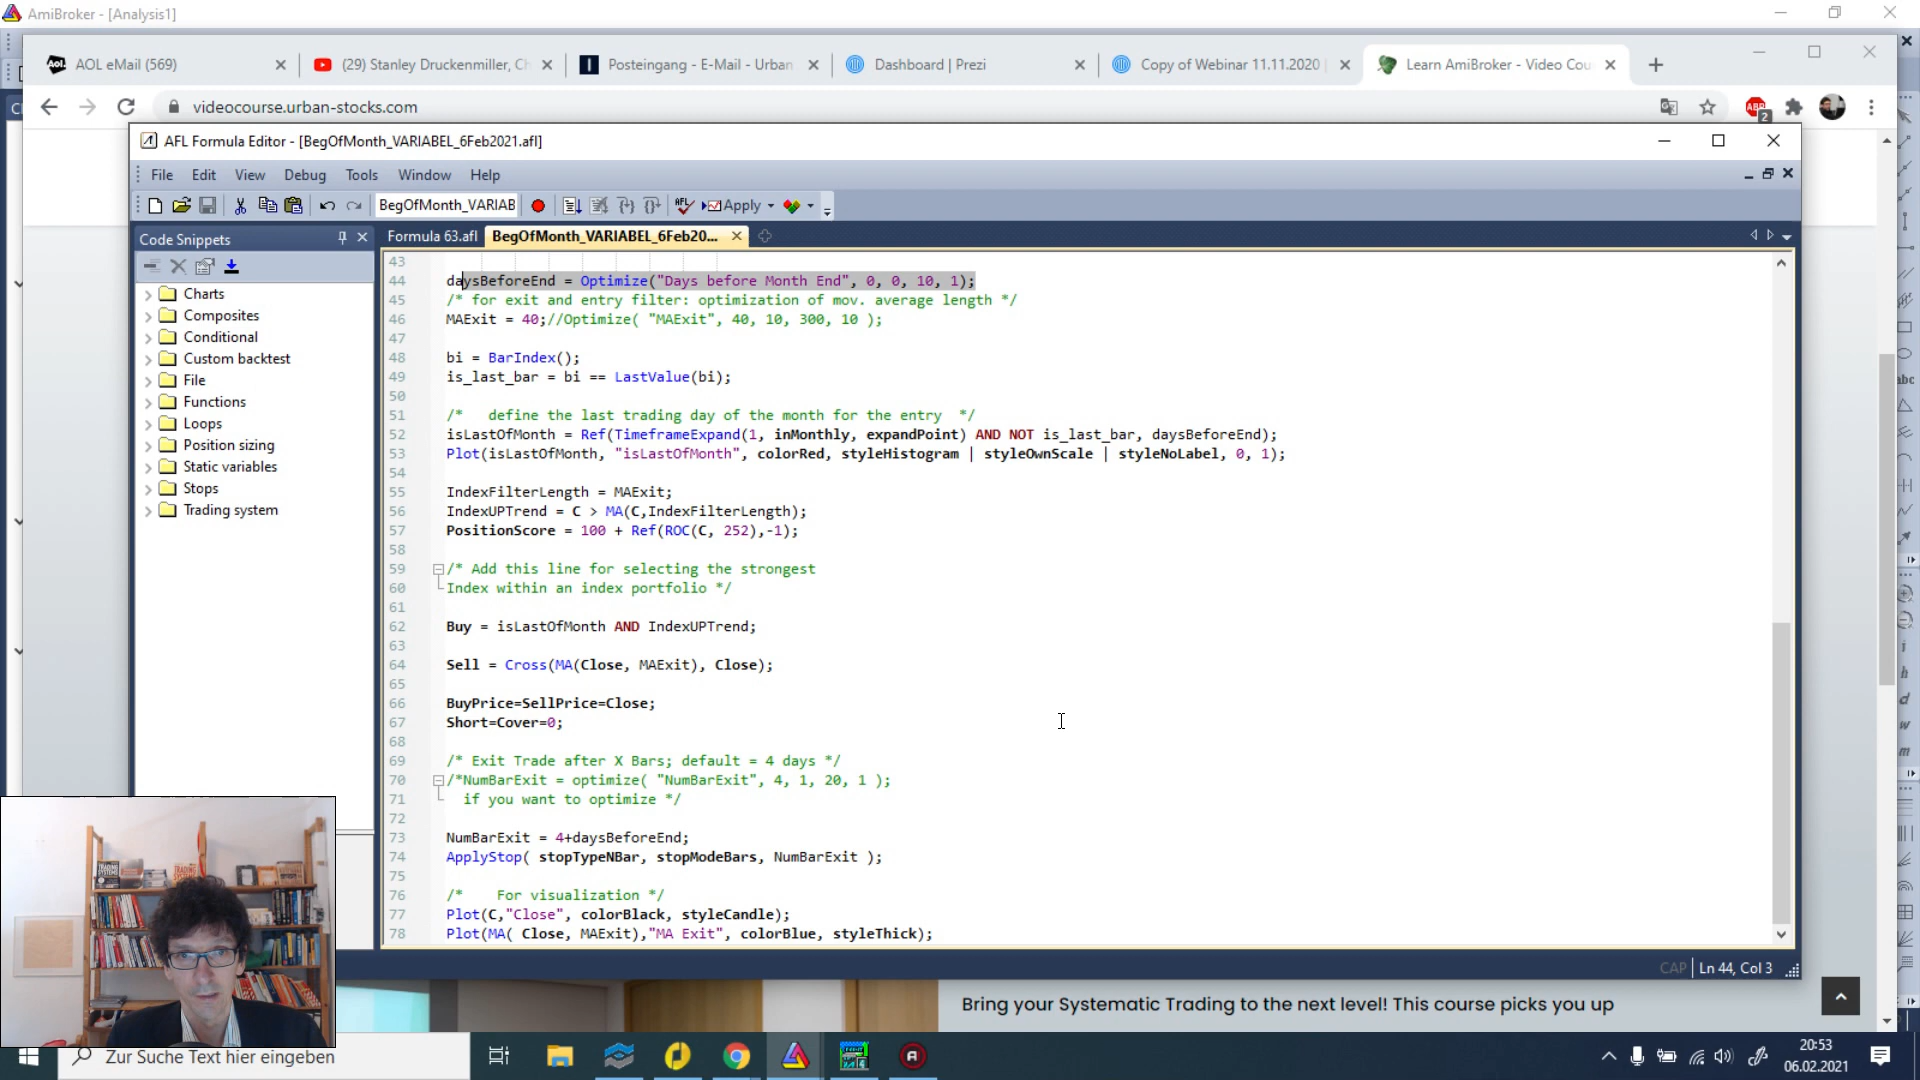 AmiBroker - [Analysis1]
AOL eMail (569)
(29) Stanley Druckenmiller, Ch
Posteingang - E-Mail - Urban
Dashboard | Prezi
Copy of Webinar 11.11.2020 |
Learn AmiBroker - Video Cou
videocourse.urban-stocks.com
ABP
2
AFL Formula Editor - [BegOfMonth_VARIABEL_6Feb2021.afl]
File Edit View Debug Tools Window Help
BegOfMonth_VARIAB
Apply
Code Snippets
Formula 63.afl
BegOfMonth_VARIABEL_6Feb20...
Charts
Composites
Conditional
Custom backtest
File
Functions
Loops
Position sizing
Static variables
Stops
Trading system
43
44 daysBeforeEnd = Optimize("Days before Month End", 0, 0, 10, 1);
45 /* for exit and entry filter: optimization of mov. average length */
46 MAExit = 40;//Optimize( "MAExit", 40, 10, 300, 10 );
47
48 bi = BarIndex();
49 is_last_bar = bi == LastValue(bi);
50
51 /* define the last trading day of the month for the entry */
52 isLastOfMonth = Ref(TimeframeExpand(1, inMonthly, expandPoint) AND NOT is_last_bar, daysBeforeEnd);
53 Plot(isLastOfMonth, "isLastOfMonth", colorRed, styleHistogram | styleOwnScale | styleNoLabel, 0, 1);
54
55 IndexFilterLength = MAExit;
56 IndexUPTrend = C > MA(C,IndexFilterLength);
57 PositionScore = 100 + Ref(ROC(C, 252),-1);
58
59 /* Add this line for selecting the strongest
60 Index within an index portfolio */
61
62 Buy = isLastOfMonth AND IndexUPTrend;
63
64 Sell = Cross(MA(Close, MAExit), Close);
65
66 BuyPrice=SellPrice=Close;
67 Short=Cover=0;
68
69 /* Exit Trade after X Bars; default = 4 days */
70 /*NumBarExit = optimize( "NumBarExit", 4, 1, 20, 1 );
71 if you want to optimize */
72
73 NumBarExit = 4+daysBeforeEnd;
74 ApplyStop( stopTypeNBar, stopModeBars, NumBarExit );
75
76 /* For visualization */
77 Plot(C,"Close", colorBlack, styleCandle);
78 Plot(MA( Close, MAExit),"MA Exit", colorBlue, styleThick);
CAP
Ln 44, Col 3
Bring your Systematic Trading to the next level! This course picks you up
Zur Suche Text hier eingeben
20:53
06.02.2021